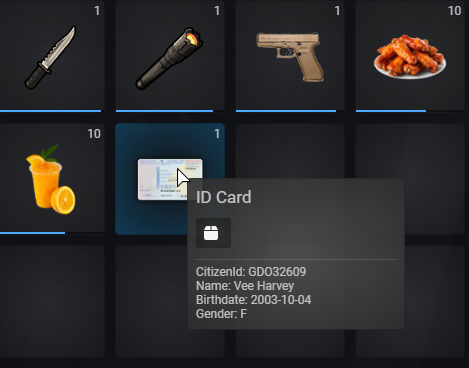 1
1
1
10
10
1
ID Card
CitizenId: GDO32609
Name: Vee Harvey
Birthdate: 2003-10-04
Gender: F